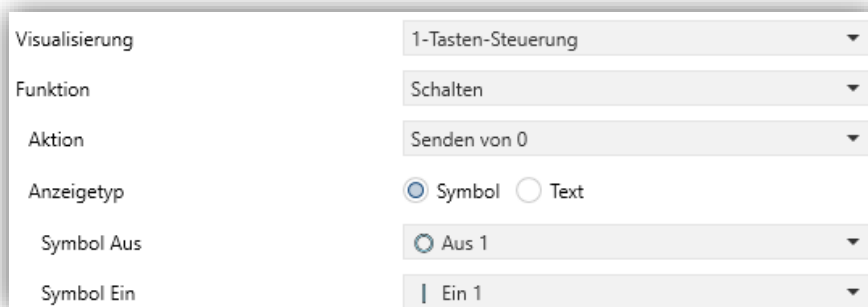 Visualisierung 1-Tasten-Steuerung
Funktion Schalten
Aktion Senden von 0
Anzeigetyp Symbol Text
Symbol Aus Aus 1
Symbol Ein Ein 1